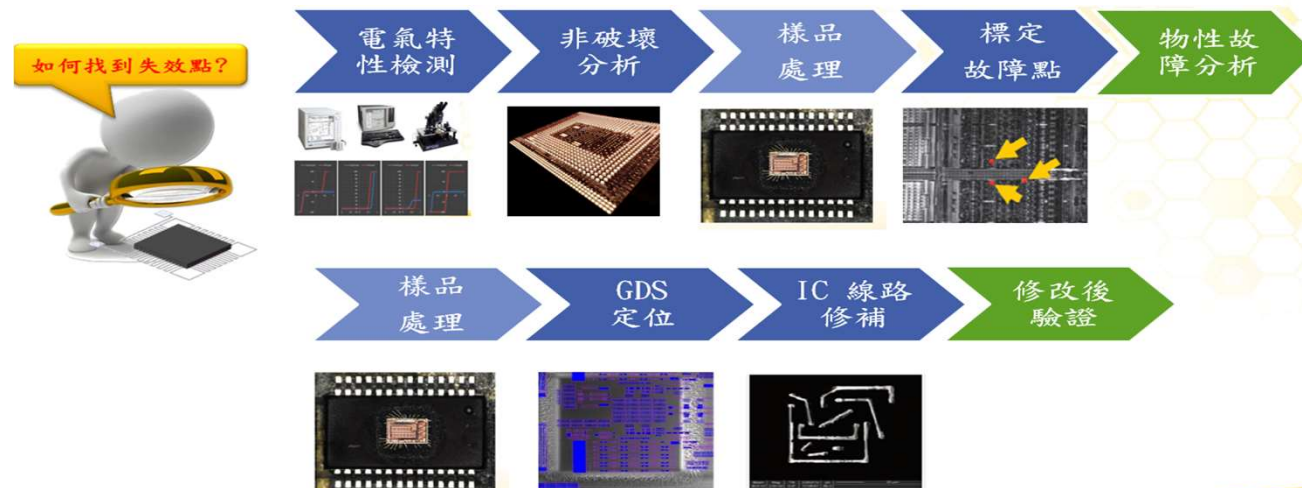 如何找到失效點?
電氣特
性檢測
非破壞
分析
樣品
處理
標定
故障點
物性故
障分析
樣品
處理
GDS
定位
IC 線路
修補
修改後
驗證